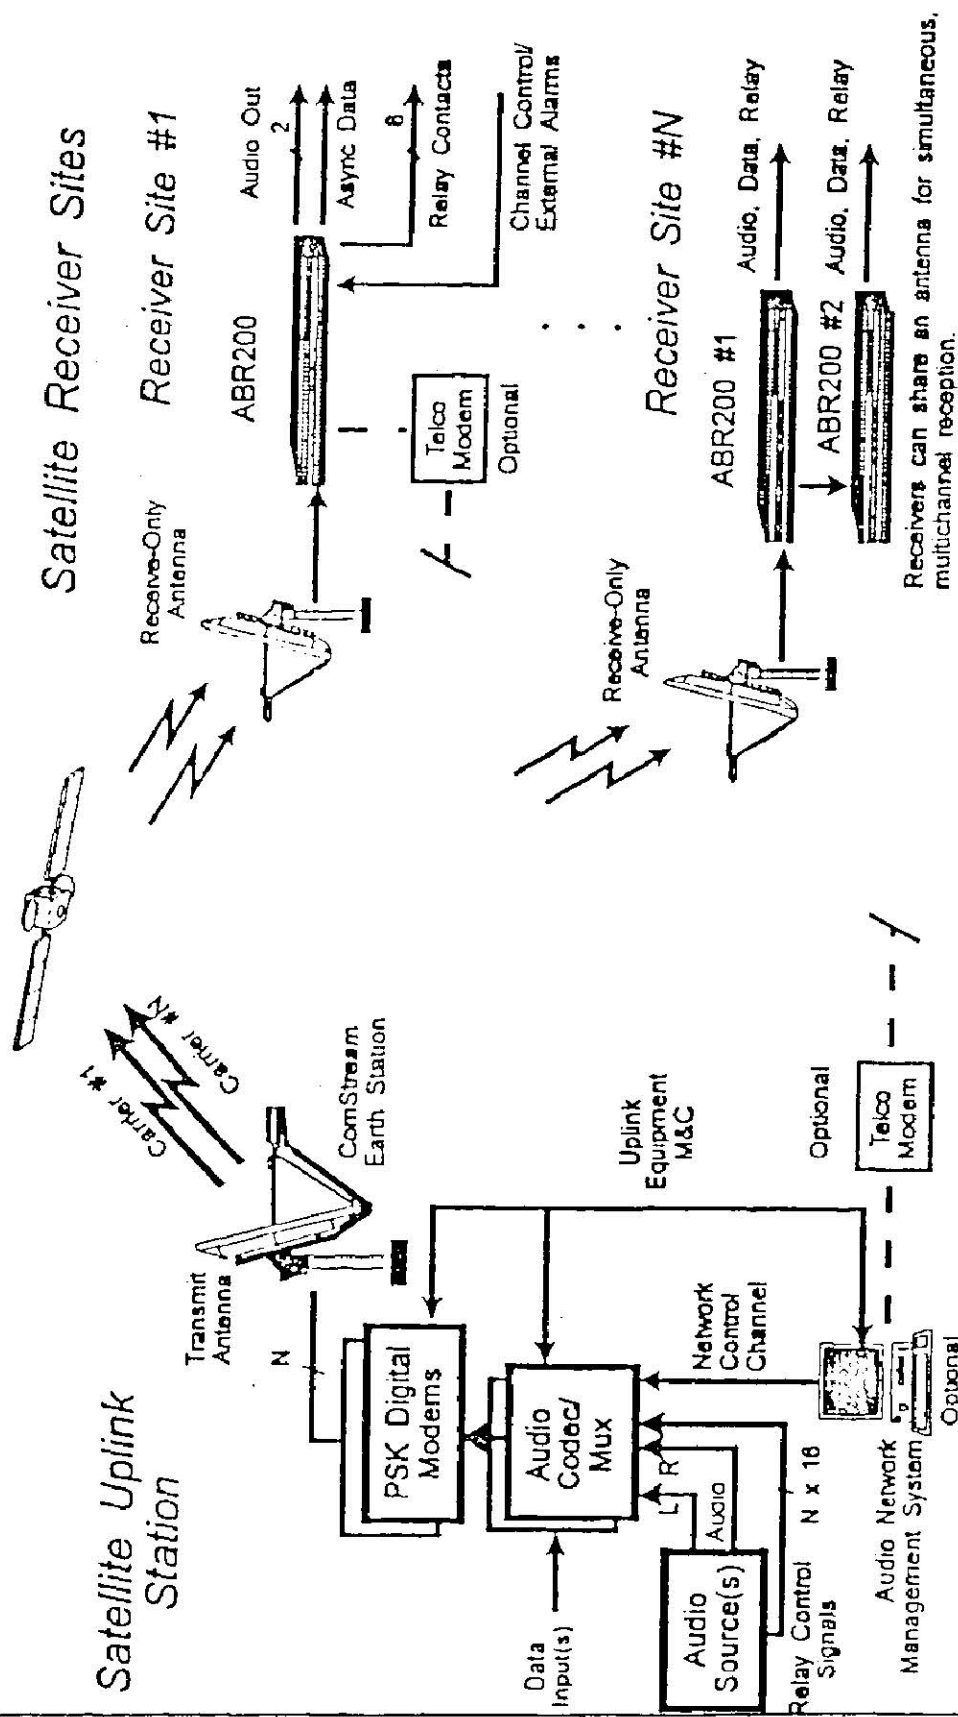 Satellite Uplink
Station
Transmit
Antenna
N
Carrier #1
Carrier #N
ComStream
Earth Station
PSK Digital
Modems
Audio
Codec/
Mux
Data
Input(s)
L
R
Audio
Audio
Source(s)
Relay Control
Signals
N x 16
Network
Control
Channel
Uplink
Equipment
M&C
Audio Network
Management System
Optional
Optional
Telco
Modem
Satellite Receiver Sites
Receiver Site #1
Receive-Only
Antenna
ABR200
Audio Out
2
Async Data
8
Relay Contacts
Channel Control/
External Alarms
Telco
Modem
Optional
Receiver Site #N
Receive-Only
Antenna
ABR200 #1
Audio, Data, Relay
ABR200 #2
Audio, Data, Relay
Receivers can share an antenna for simultaneous,
multichannel reception.